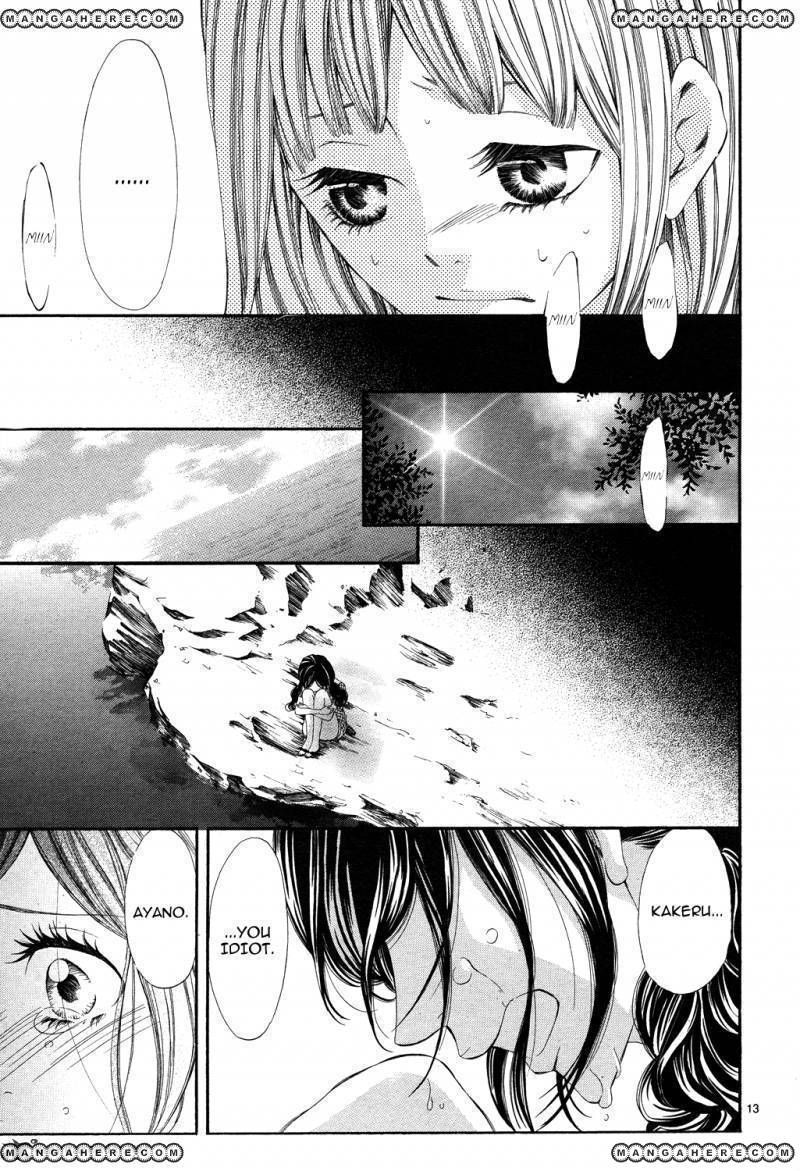 MANGAHERE.COM
MANGAHERE.COM
......
MIIN
MIIN
MIIN
MIIN
KAKERU...
...YOU
IDIOT.
AYANO.
13
MANGAHERE.COM
MANGAHERE.COM